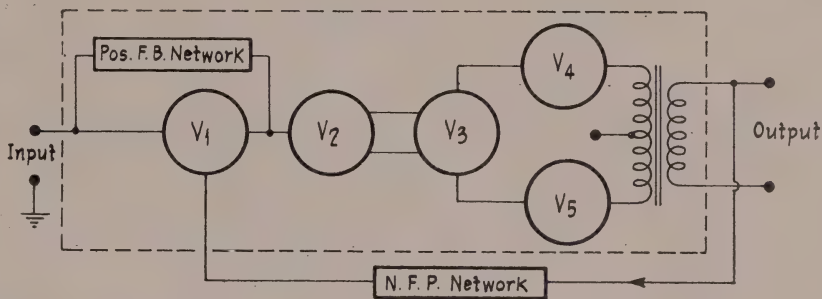 Pos. F. B. Network
V1
V2
V3
V4
V5
Input
Output
N. F. P. Network